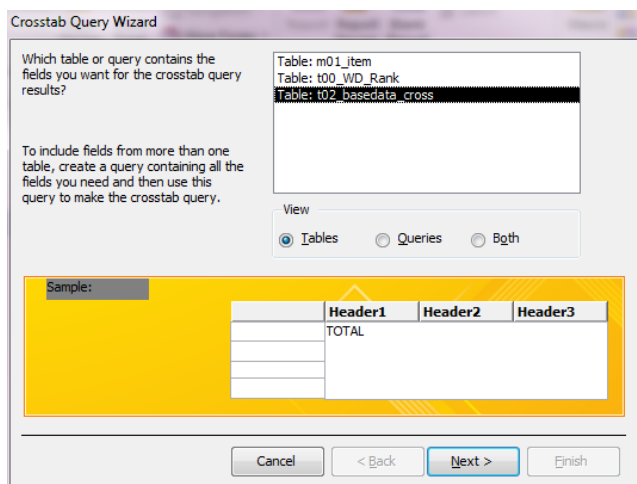 Crosstab Query Wizard
Which table or query contains the
fields you want for the crosstab query
results?
To include fields from more than one
table, create a query containing all the
fields you need and then use this
query to make the crosstab query.
Table: m01_item
Table: t00_WD_Rank
Table: t02_basedata_cross
View
Tables
Queries
Both
Sample:
Header1 Header2 Header3
TOTAL
Cancel
< Back
Next >
Finish